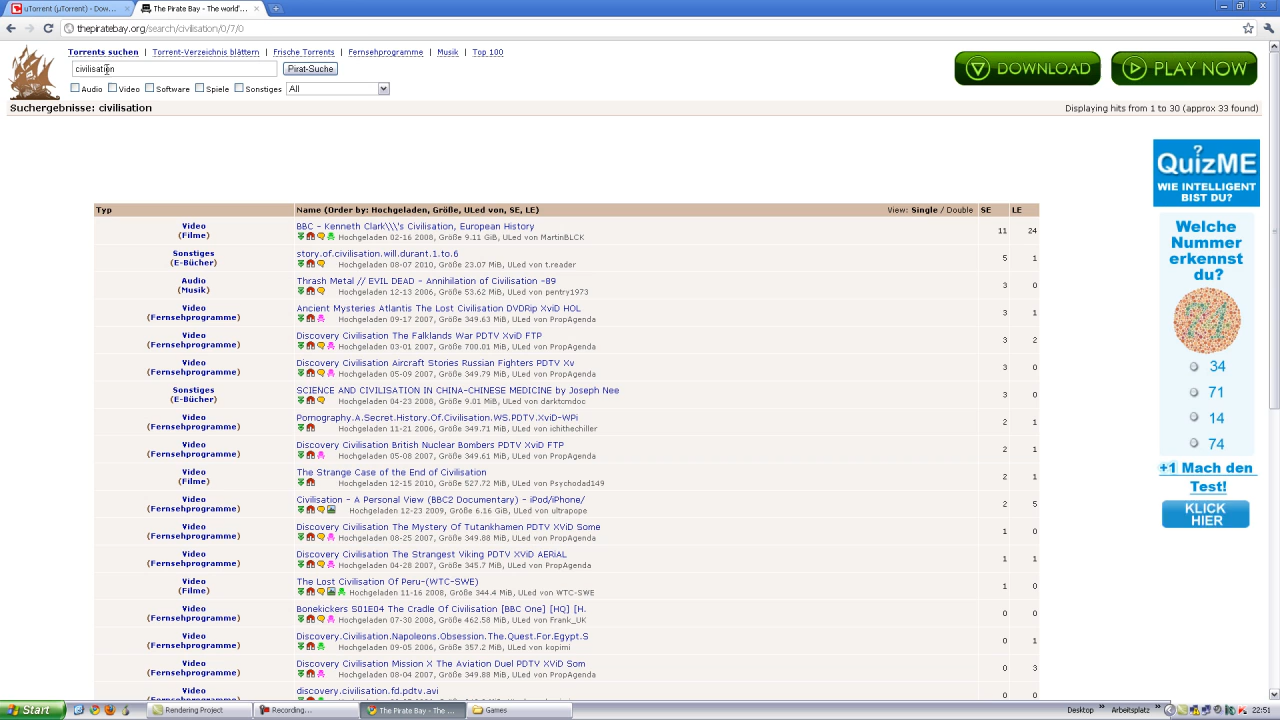 uTorrent (µTorrent) - Dow...
The Pirate Bay - The world'...
thepiratebay.org/search/civilisation/0/7/0
Torrents suchen | Torrent-Verzeichnis blättern | Frische Torrents | Fernsehprogramme | Musik | Top 100
civilisation Pirat-Suche
Audio Video Software Spiele Sonstiges All
DOWNLOAD PLAY NOW
Suchergebnisse: civilisation Displaying hits from 1 to 30 (approx 33 found)
Typ Name (Order by: Hochgeladen, Größe, ULed von, SE, LE) View: Single / Double SE LE
Video BBC - Kenneth Clark\\\'s Civilisation, European History 11 24
(Filme) Hochgeladen 02-16 2008, Größe 9.11 GiB, ULed von MartinBLCK
Sonstiges story.of.civilisation.will.durant.1.to.6 5 1
(E-Bücher) Hochgeladen 08-07 2010, Größe 23.07 MiB, ULed von t.reader
Audio Thrash Metal // EVIL DEAD - Annihilation of Civilisation -89 3 0
(Musik) Hochgeladen 12-13 2006, Größe 53.62 MiB, ULed von pentry1973
Video Ancient Mysteries Atlantis The Lost Civilisation DVDRip XviD HOL 3 1
(Fernsehprogramme) Hochgeladen 09-17 2007, Größe 349.63 MiB, ULed von PropAgenda
Video Discovery Civilisation The Falklands War PDTV XviD FTP 3 2
(Fernsehprogramme) Hochgeladen 03-01 2007, Größe 700.01 MiB, ULed von PropAgenda
Video Discovery Civilisation Aircraft Stories Russian Fighters PDTV Xv 3 0
(Fernsehprogramme) Hochgeladen 05-09 2007, Größe 349.79 MiB, ULed von PropAgenda
Sonstiges SCIENCE AND CIVILISATION IN CHINA-CHINESE MEDICINE by Joseph Nee 3 0
(E-Bücher) Hochgeladen 04-23 2008, Größe 9.01 MiB, ULed von darktcmdoc
Video Pornography.A.Secret.History.Of.Civilisation.WS.PDTV.XviD-WPi 2 1
(Fernsehprogramme) Hochgeladen 11-21 2006, Größe 349.71 MiB, ULed von ichithechiller
Video Discovery Civilisation British Nuclear Bombers PDTV XviD FTP 2 1
(Fernsehprogramme) Hochgeladen 05-08 2007, Größe 349.61 MiB, ULed von PropAgenda
Video The Strange Case of the End of Civilisation 2 1
(Filme) Hochgeladen 12-15 2010, Größe 527.72 MiB, ULed von Psychodad149
Video Civilisation - A Personal View (BBC2 Documentary) - iPod/iPhone/ 2 5
(Fernsehprogramme) Hochgeladen 12-23 2009, Größe 6.16 GiB, ULed von ultrapope
Video Discovery Civilisation The Mystery Of Tutankhamen PDTV XViD Some 1 0
(Fernsehprogramme) Hochgeladen 08-25 2007, Größe 349.88 MiB, ULed von PropAgenda
Video Discovery Civilisation The Strangest Viking PDTV XViD AERiAL 1 1
(Fernsehprogramme) Hochgeladen 04-28 2007, Größe 345.7 MiB, ULed von PropAgenda
Video The Lost Civilisation Of Peru-(WTC-SWE) 1 0
(Filme) Hochgeladen 11-16 2008, Größe 344.4 MiB, ULed von WTC-SWE
Video Bonekickers S01E04 The Cradle Of Civilisation [BBC One] [HQ] [H. 0 0
(Fernsehprogramme) Hochgeladen 07-30 2008, Größe 462.58 MiB, ULed von Frank_UK
Video Discovery.Civilisation.Napoleons.Obsession.The.Quest.For.Egypt.S 0 1
(Fernsehprogramme) Hochgeladen 09-05 2006, Größe 357.2 MiB, ULed von kopimi
Video Discovery Civilisation Mission X The Aviation Duel PDTV XviD Som 0 3
(Fernsehprogramme) Hochgeladen 08-04 2007, Größe 349.88 MiB, ULed von PropAgenda
Video discovery.civilisation.fd.pdtv.avi 0 0
?
QuizME
WIE INTELLIGENT
BIST DU?
Welche
Nummer
erkennst
du?
34
71
14
74
+1 Mach den
Test!
KLICK
HIER
Start Rendering Project Recording... The Pirate Bay - The ... Games Desktop Arbeitsplatz 22:51